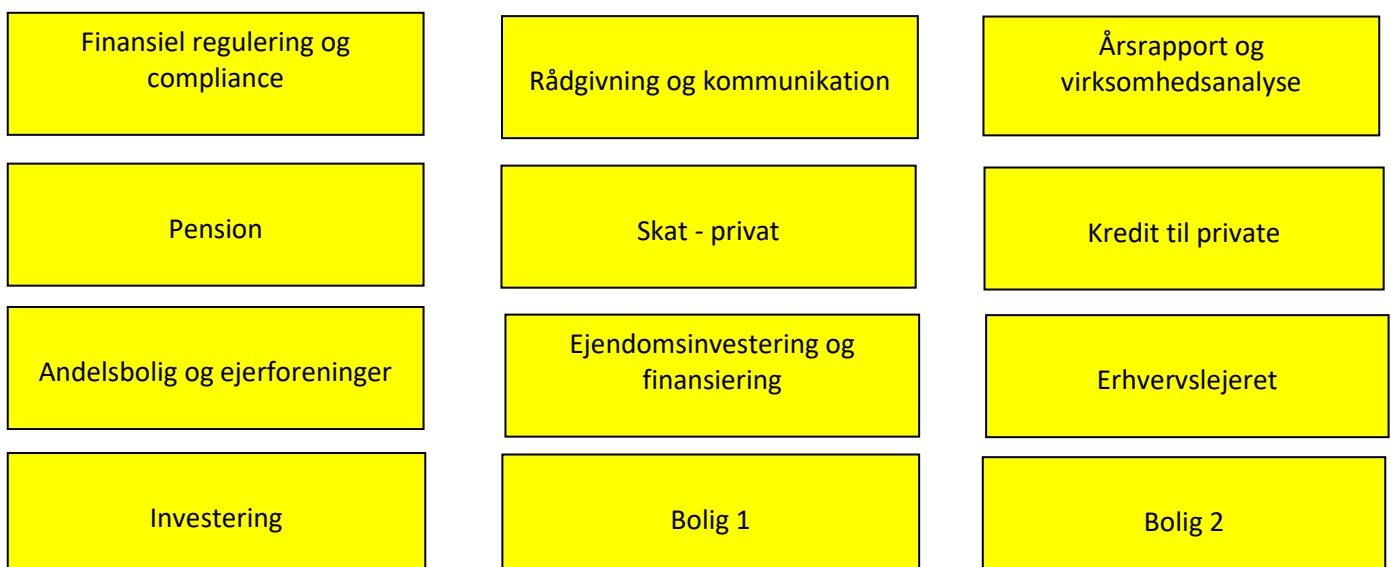 Finansiel regulering og
compliance
Rådgivning og kommunikation
Årsrapport og
virksomhedsanalyse
Pension
Skat - privat
Kredit til private
Andelsbolig og ejerforeninger
Ejendomsinvestering og
finansiering
Erhvervslejeret
Investering
Bolig 1
Bolig 2